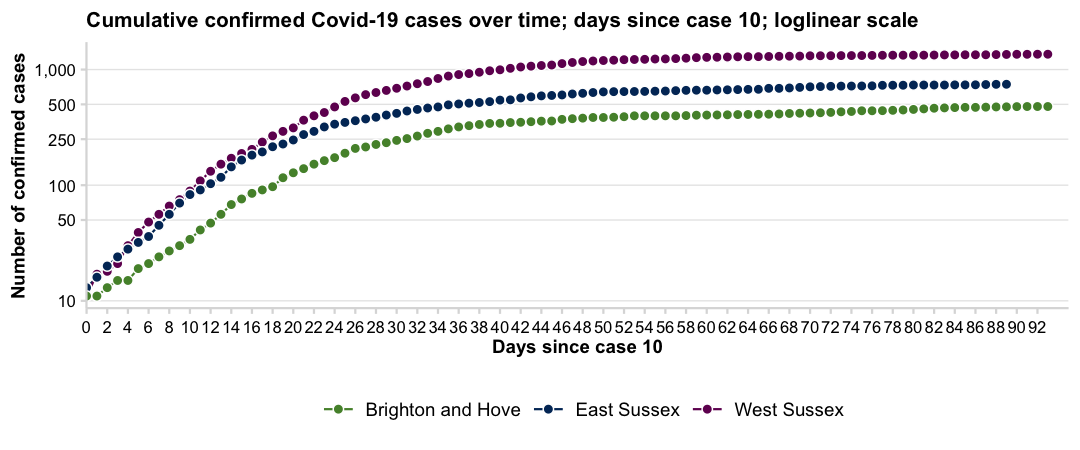 Cumulative confirmed Covid-19 cases over time; days since case 10; loglinear scale
Number of confirmed cases
1,000
500
250
100
50
10
0 2 4 6 8 10 12 14 16 18 20 22 24 26 28 30 32 34 36 38 40 42 44 46 48 50 52 54 56 58 60 62 64 66 68 70 72 74 76 78 80 82 84 86 88 90 92
Days since case 10
Brighton and Hove East Sussex West Sussex